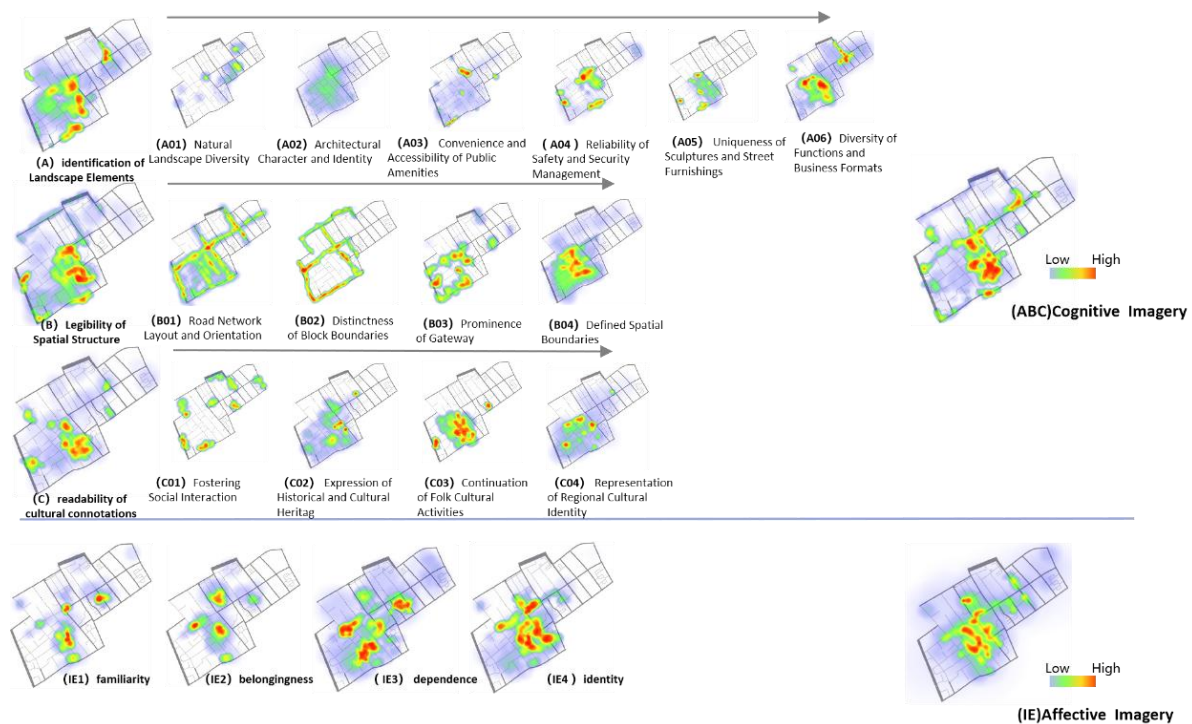 (A) identification of
Landscape Elements
(A01) Natural
Landscape Diversity
(A02) Architectural
Character and Identity
(A03) Convenience and
Accessibility of Public
Amenities
(A04) Reliability of
Safety and Security
Management
(A05) Uniqueness of
Sculptures and Street
Furnishings
(A06) Diversity of
Functions and
Business Formats
(B) Legibility of
Spatial Structure
(B01) Road Network
Layout and Orientation
(B02) Distinctness
of Block Boundaries
(B03) Prominence
of Gateway
(B04) Defined Spatial
Boundaries
Low High
(ABC)Cognitive Imagery
(C) readability of
cultural connotations
(C01) Fostering
Social Interaction
(C02) Expression of
Historical and Cultural
Heritag
(C03) Continuation
of Folk Cultural
Activities
(C04) Representation
of Regional Cultural
Identity
(IE1) familiarity
(IE2) belongingness
(IE3) dependence
(IE4) identity
Low High
(IE)Affective Imagery